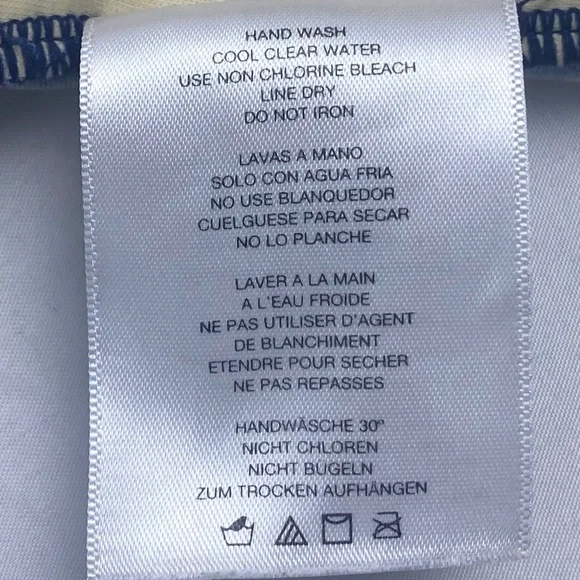 HAND WASH
COOL CLEAR WATER
USE NON CHLORINE BLEACH
LINE DRY
DO NOT IRON
LAVAS A MANO
SOLO CON AGUA FRIA
NO USE BLANQUEDOR
CUELGUESE PARA SECAR
NO LO PLANCHE
LAVER A LA MAIN
A L'EAU FROIDE
NE PAS UTILISER D'AGENT
DE BLANCHIMENT
ETENDRE POUR SECHER
NE PAS REPASSES
HANDWÄSCHE 30º
NICHT CHLOREN
NICHT BÜGELN
ZUM TROCKEN AUFHÄNGEN